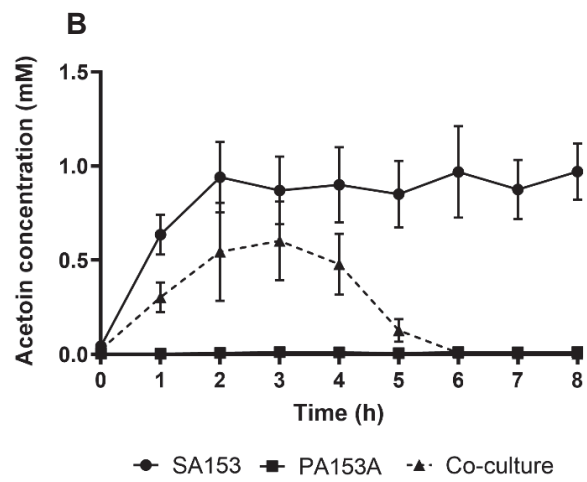 B
Acetoin concentration (mM)
1.5
1.0
0.5
0.0
0 1 2 3 4 5 6 7 8
Time (h)
SA153 PA153A Co-culture